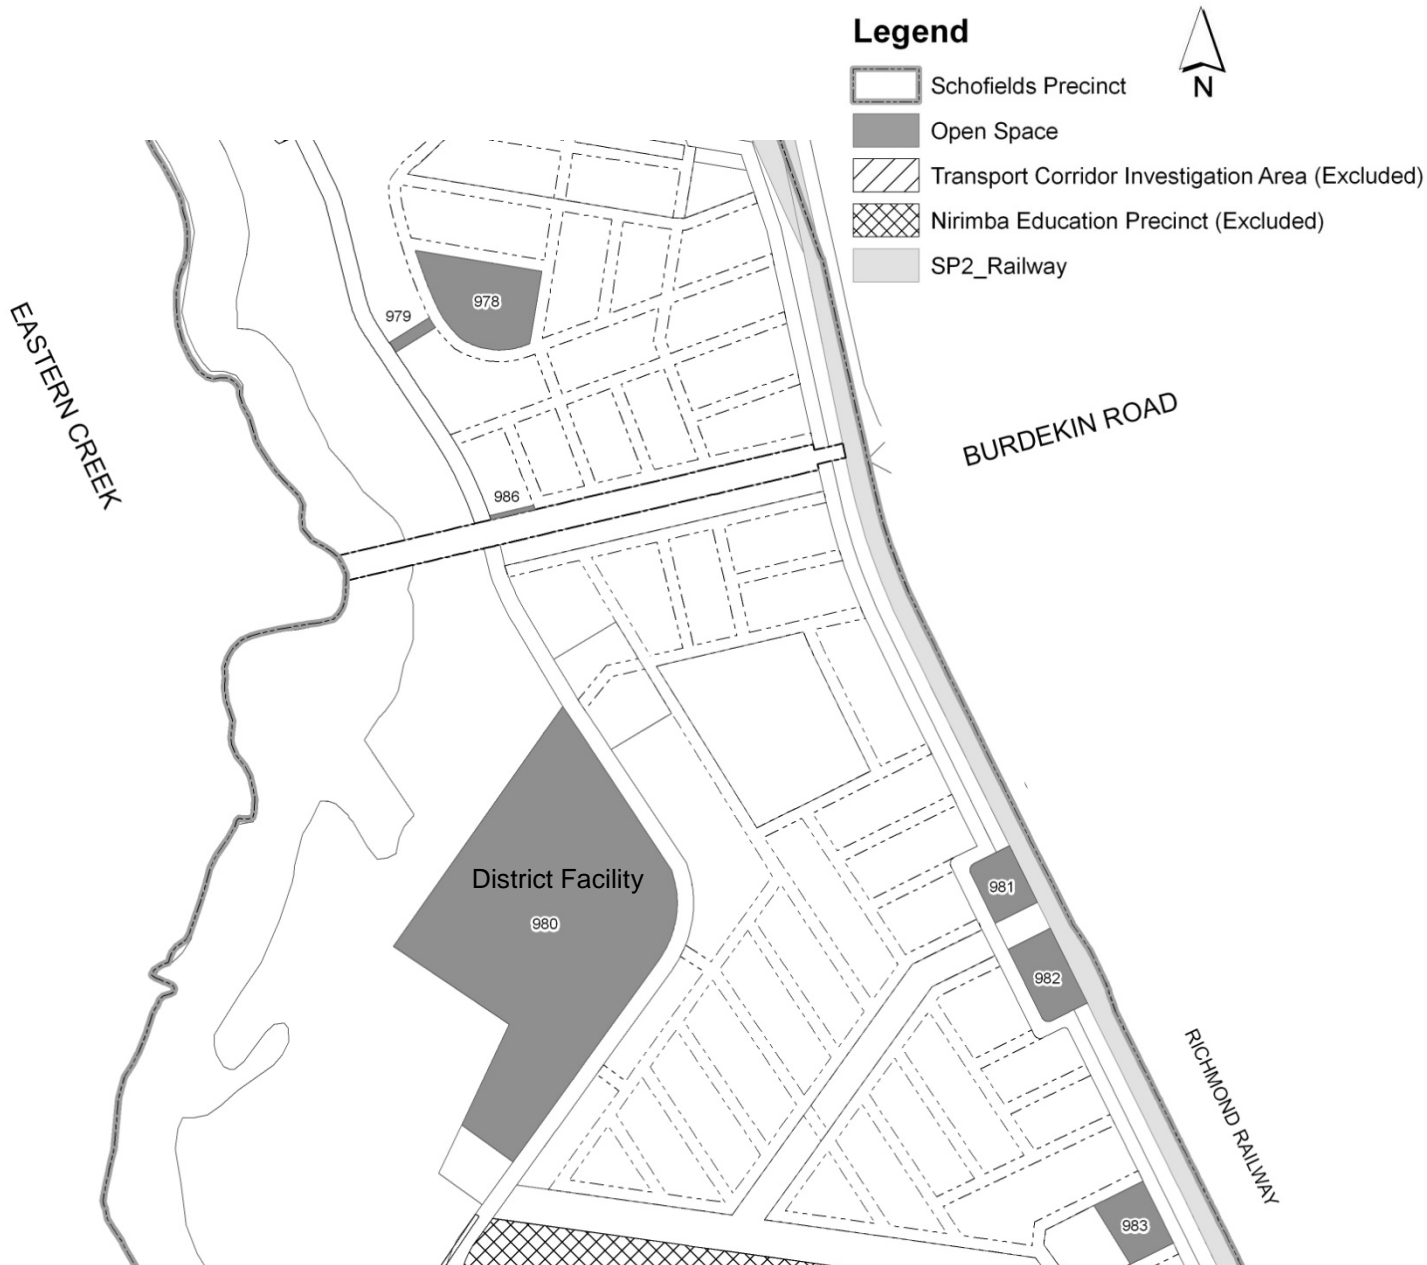 Legend
N
Schofields Precinct
Open Space
Transport Corridor Investigation Area (Excluded)
Nirimba Education Precinct (Excluded)
SP2_Railway
978
979
EASTERN CREEK
BURDEKIN ROAD
986
District Facility
980
981
982
RICHMOND RAILWAY
983